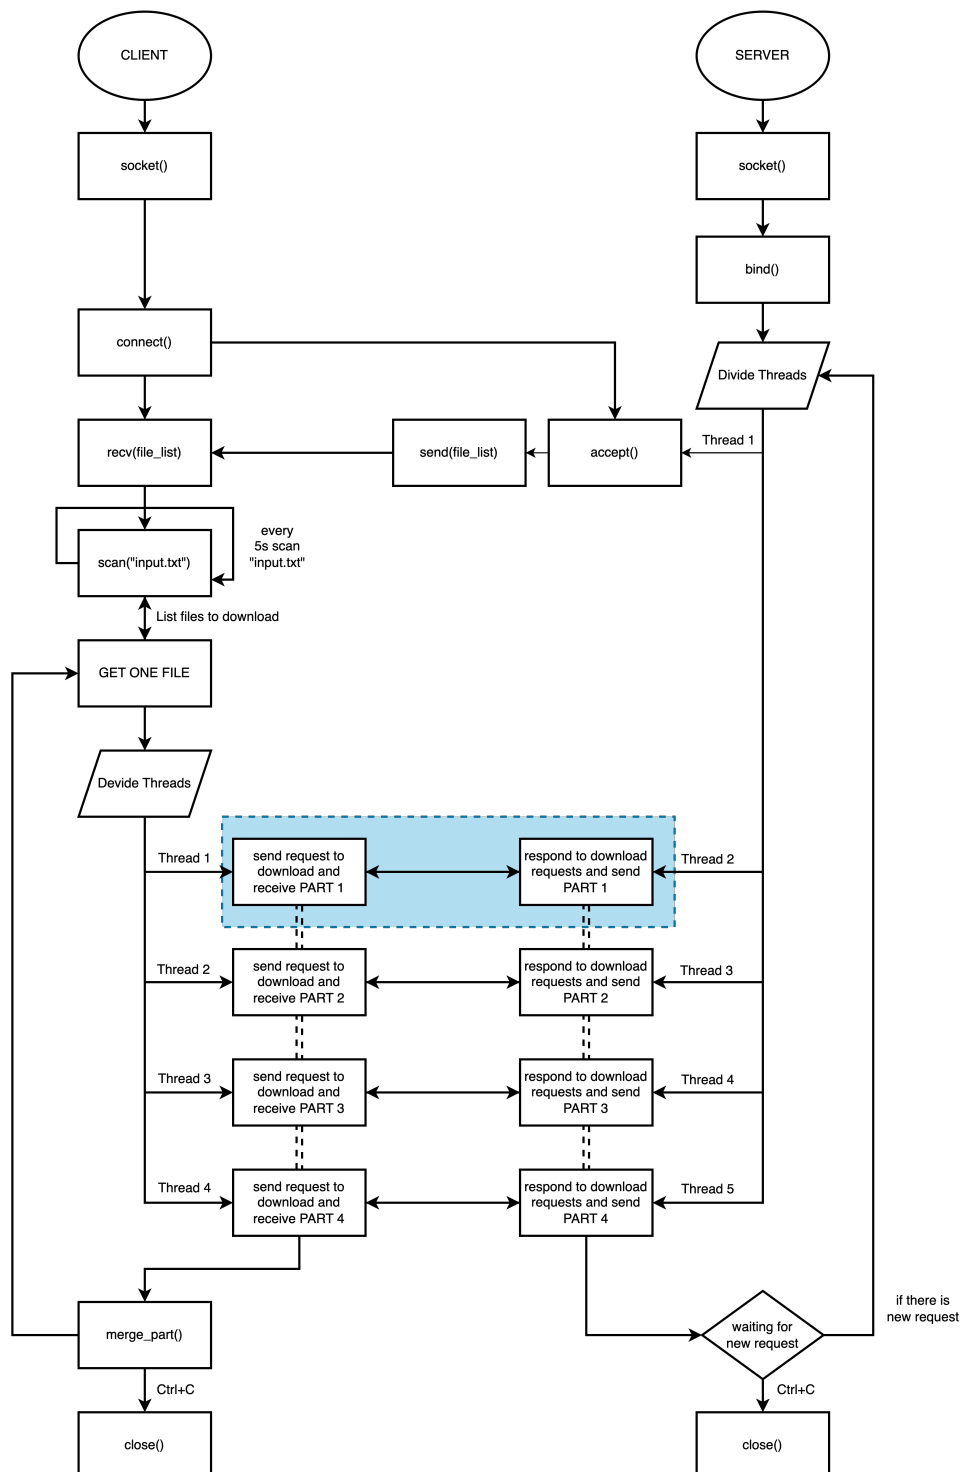 CLIENT
SERVER
socket()
socket()
bind()
connect()
Divide Threads
recv(file_list)
send(file_list)
accept()
Thread 1
every
5s scan
"input.txt"
scan("input.txt")
List files to download
GET ONE FILE
Devide Threads
Thread 1
send request to
download and
receive PART 1
respond to download
requests and send
PART 1
Thread 2
Thread 2
send request to
download and
receive PART 2
respond to download
requests and send
PART 2
Thread 3
Thread 3
send request to
download and
receive PART 3
respond to download
requests and send
PART 3
Thread 4
Thread 4
send request to
download and
receive PART 4
respond to download
requests and send
PART 4
Thread 5
merge_part()
waiting for
new request
if there is
new request
Ctrl+C
Ctrl+C
close()
close()